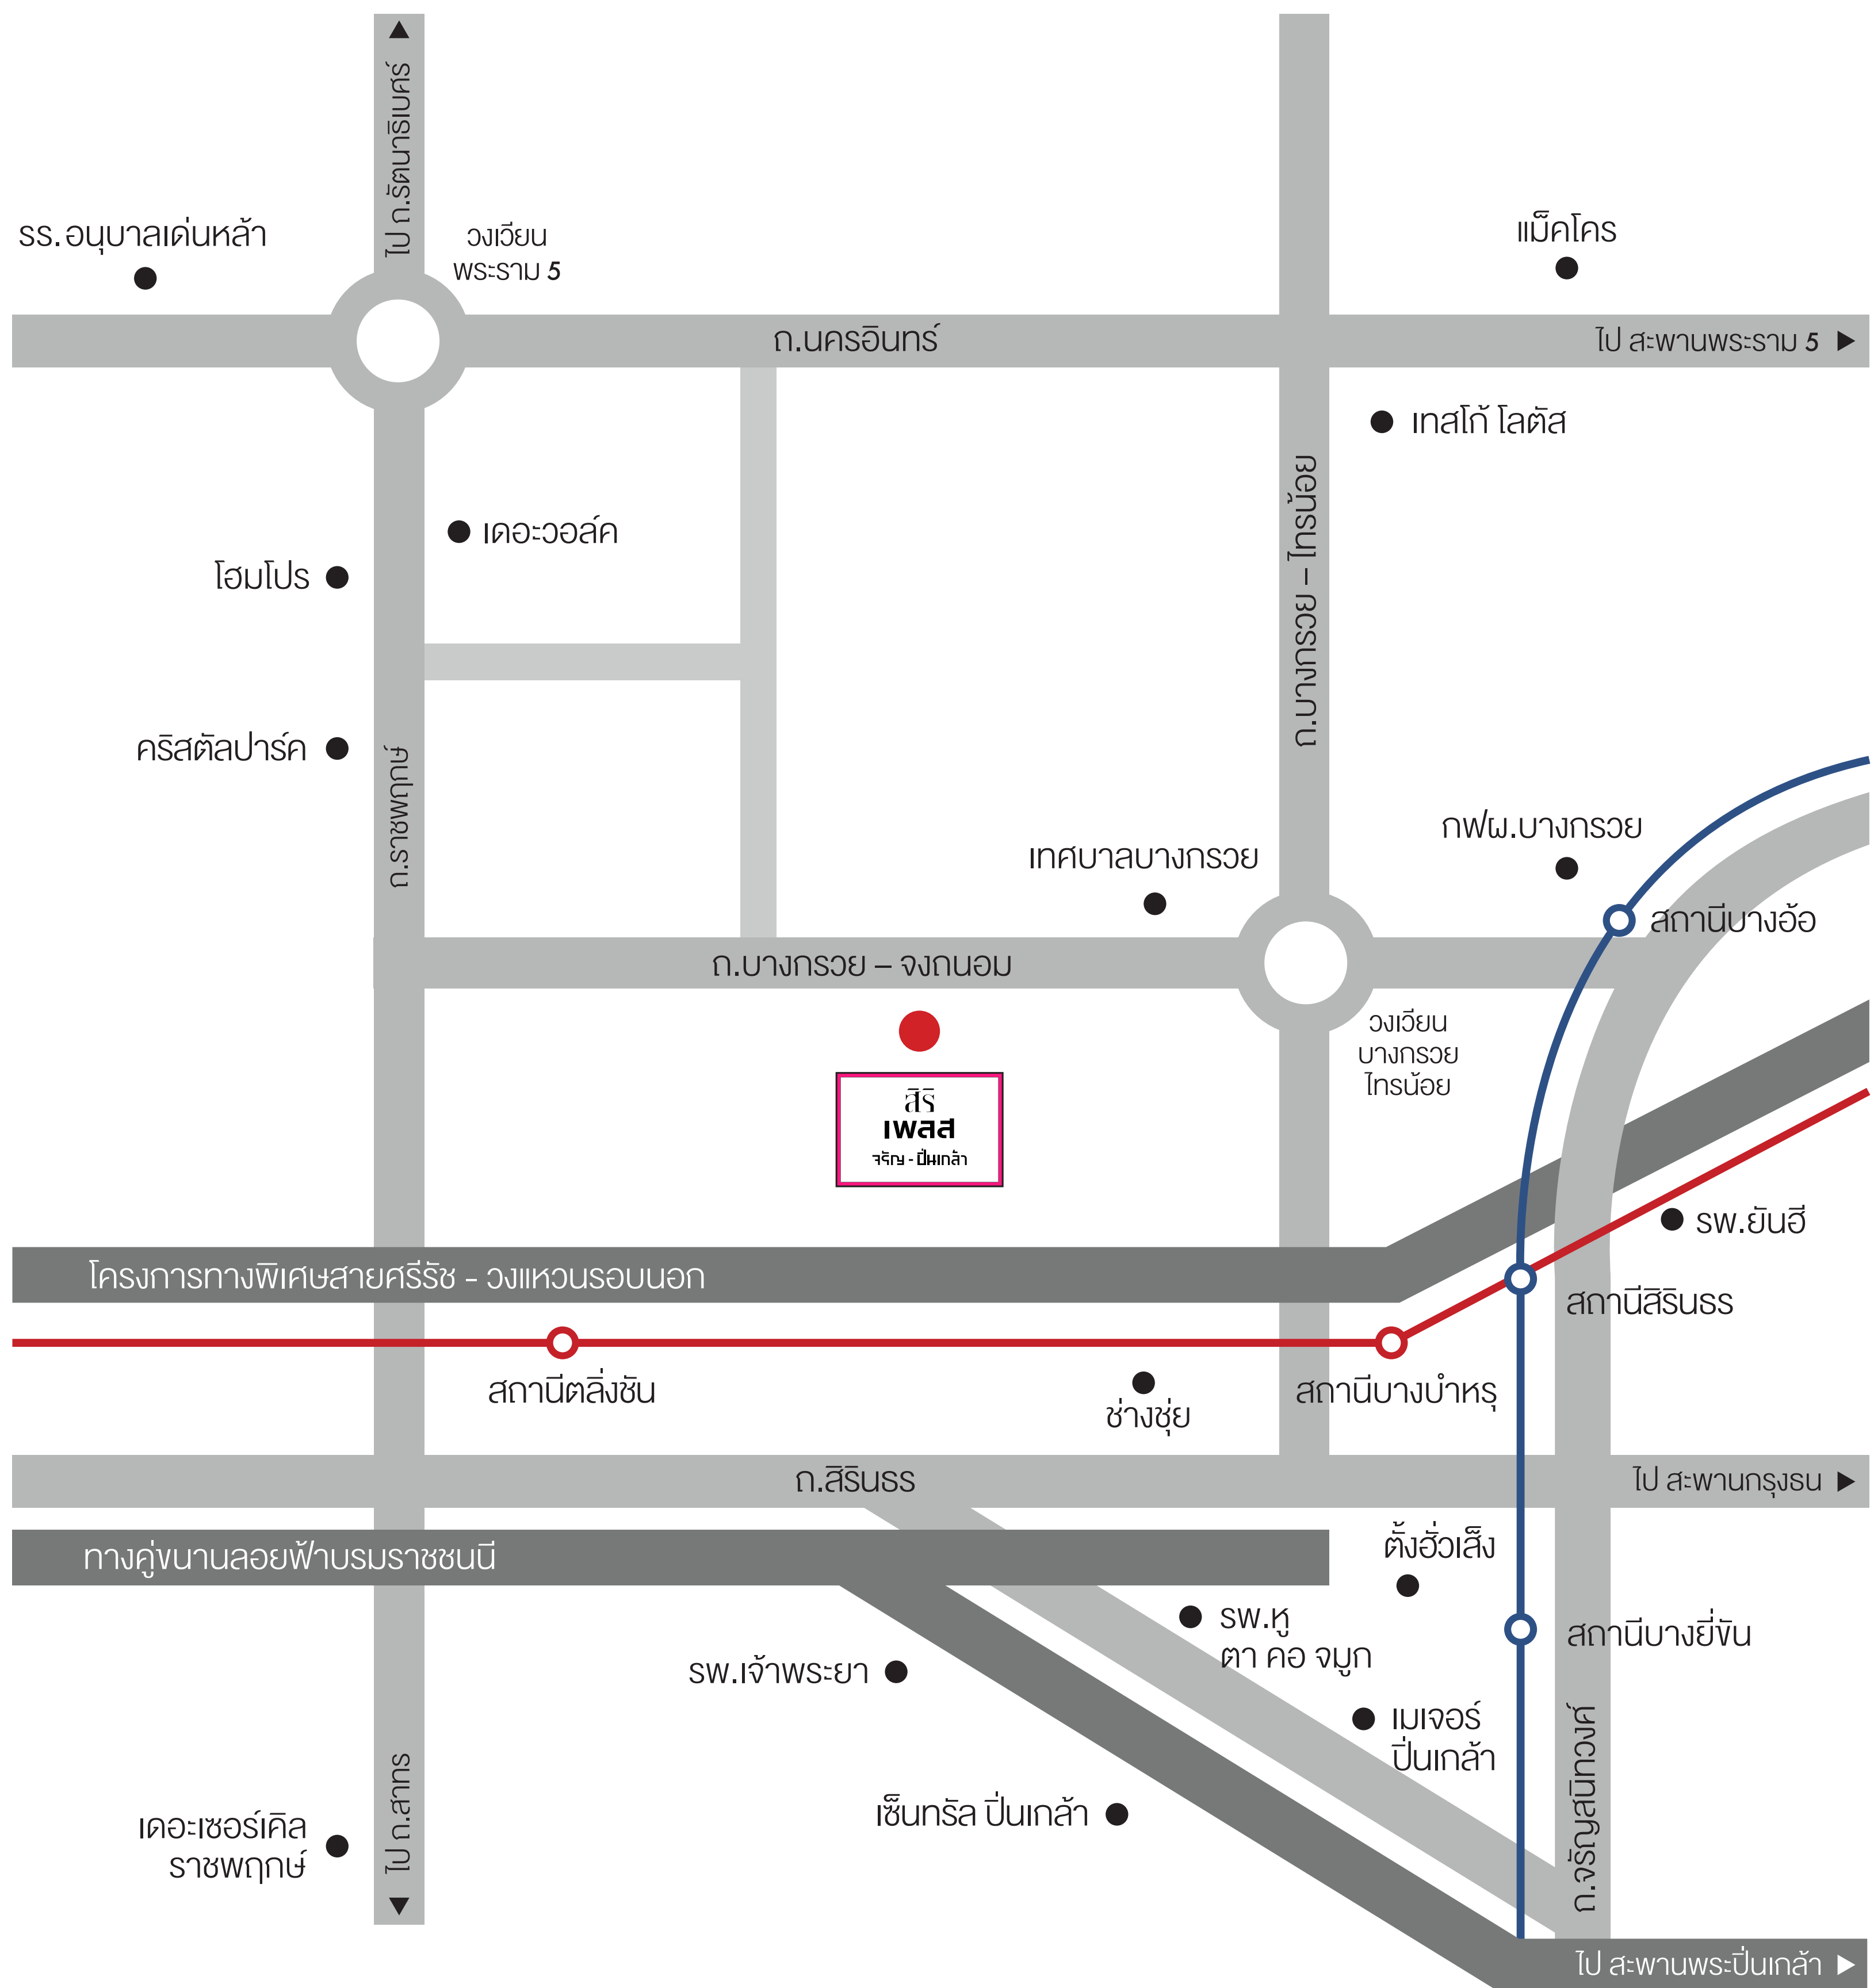 ไป ถ.รัตนาธิเบศร์
รร.อนุบาลเด่นหล้า
วงเวียน
พระราม 5
แม็คโคร
ถ.นครอินทร์
ไป สะพานพระราม 5
เทสโก้ โลตัส
เดอะวอล์ค
โฮมโปร
ถ.บางกรวย – ไทรน้อย
คริสตัลปาร์ค
ถ.ราชพฤกษ์
กฟผ.บางกรวย
เทศบาลบางกรวย
สถานีบางอ้อ
ถ.บางกรวย – จงถนอม
วงเวียน
บางกรวย
ไทรน้อย
สิริ
เพลส
จรัญ - ปิ่นเกล้า
รพ.ยันฮี
โครงการทางพิเศษสายศรีรัช - วงแหวนรอบนอก
สถานีสิรินธร
สถานีตลิ่งชัน
สถานีบางบำหรุ
ช่างชุ่ย
ถ.สิรินธร
ไป สะพานกรุงธน
ตั้งฮั่วเส็ง
ทางคู่ขนานลอยฟ้าบรมราชชนนี
รพ.หู
ตา คอ จมูก
สถานีบางยี่ขัน
รพ.เจ้าพระยา
เมเจอร์
ปิ่นเกล้า
ถ.จรัญสนิทวงศ์
ไป ถ.สาทร
เซ็นทรัล ปิ่นเกล้า
เดอะเซอร์เคิล
ราชพฤกษ์
ไป สะพานพระปิ่นเกล้า